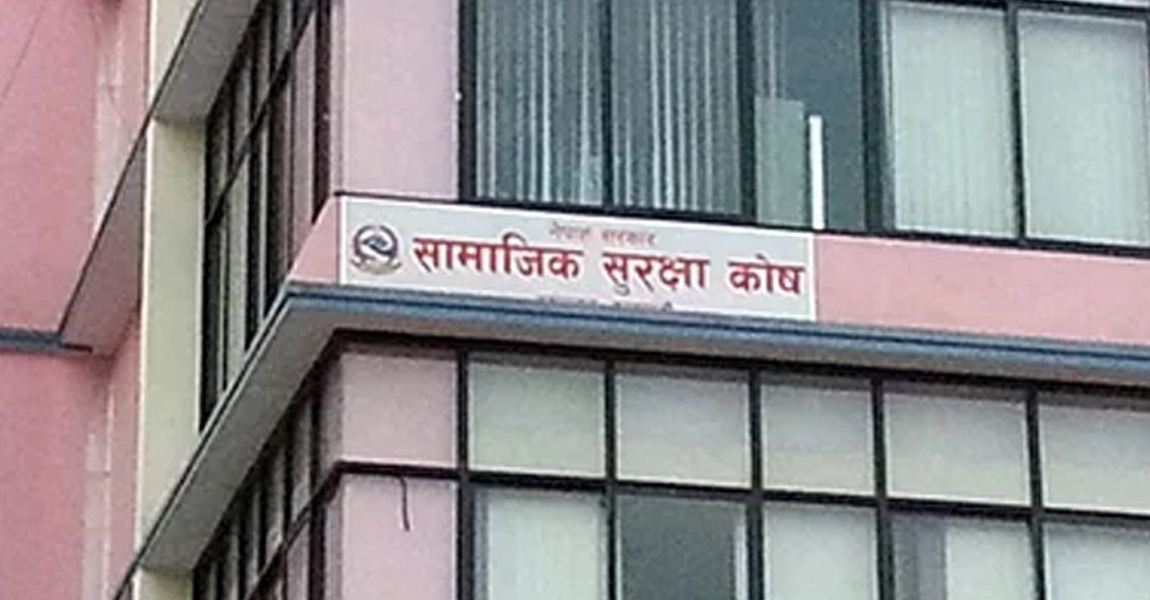 नेपाल सरकार
सामाजिक सुरक्षा कोष